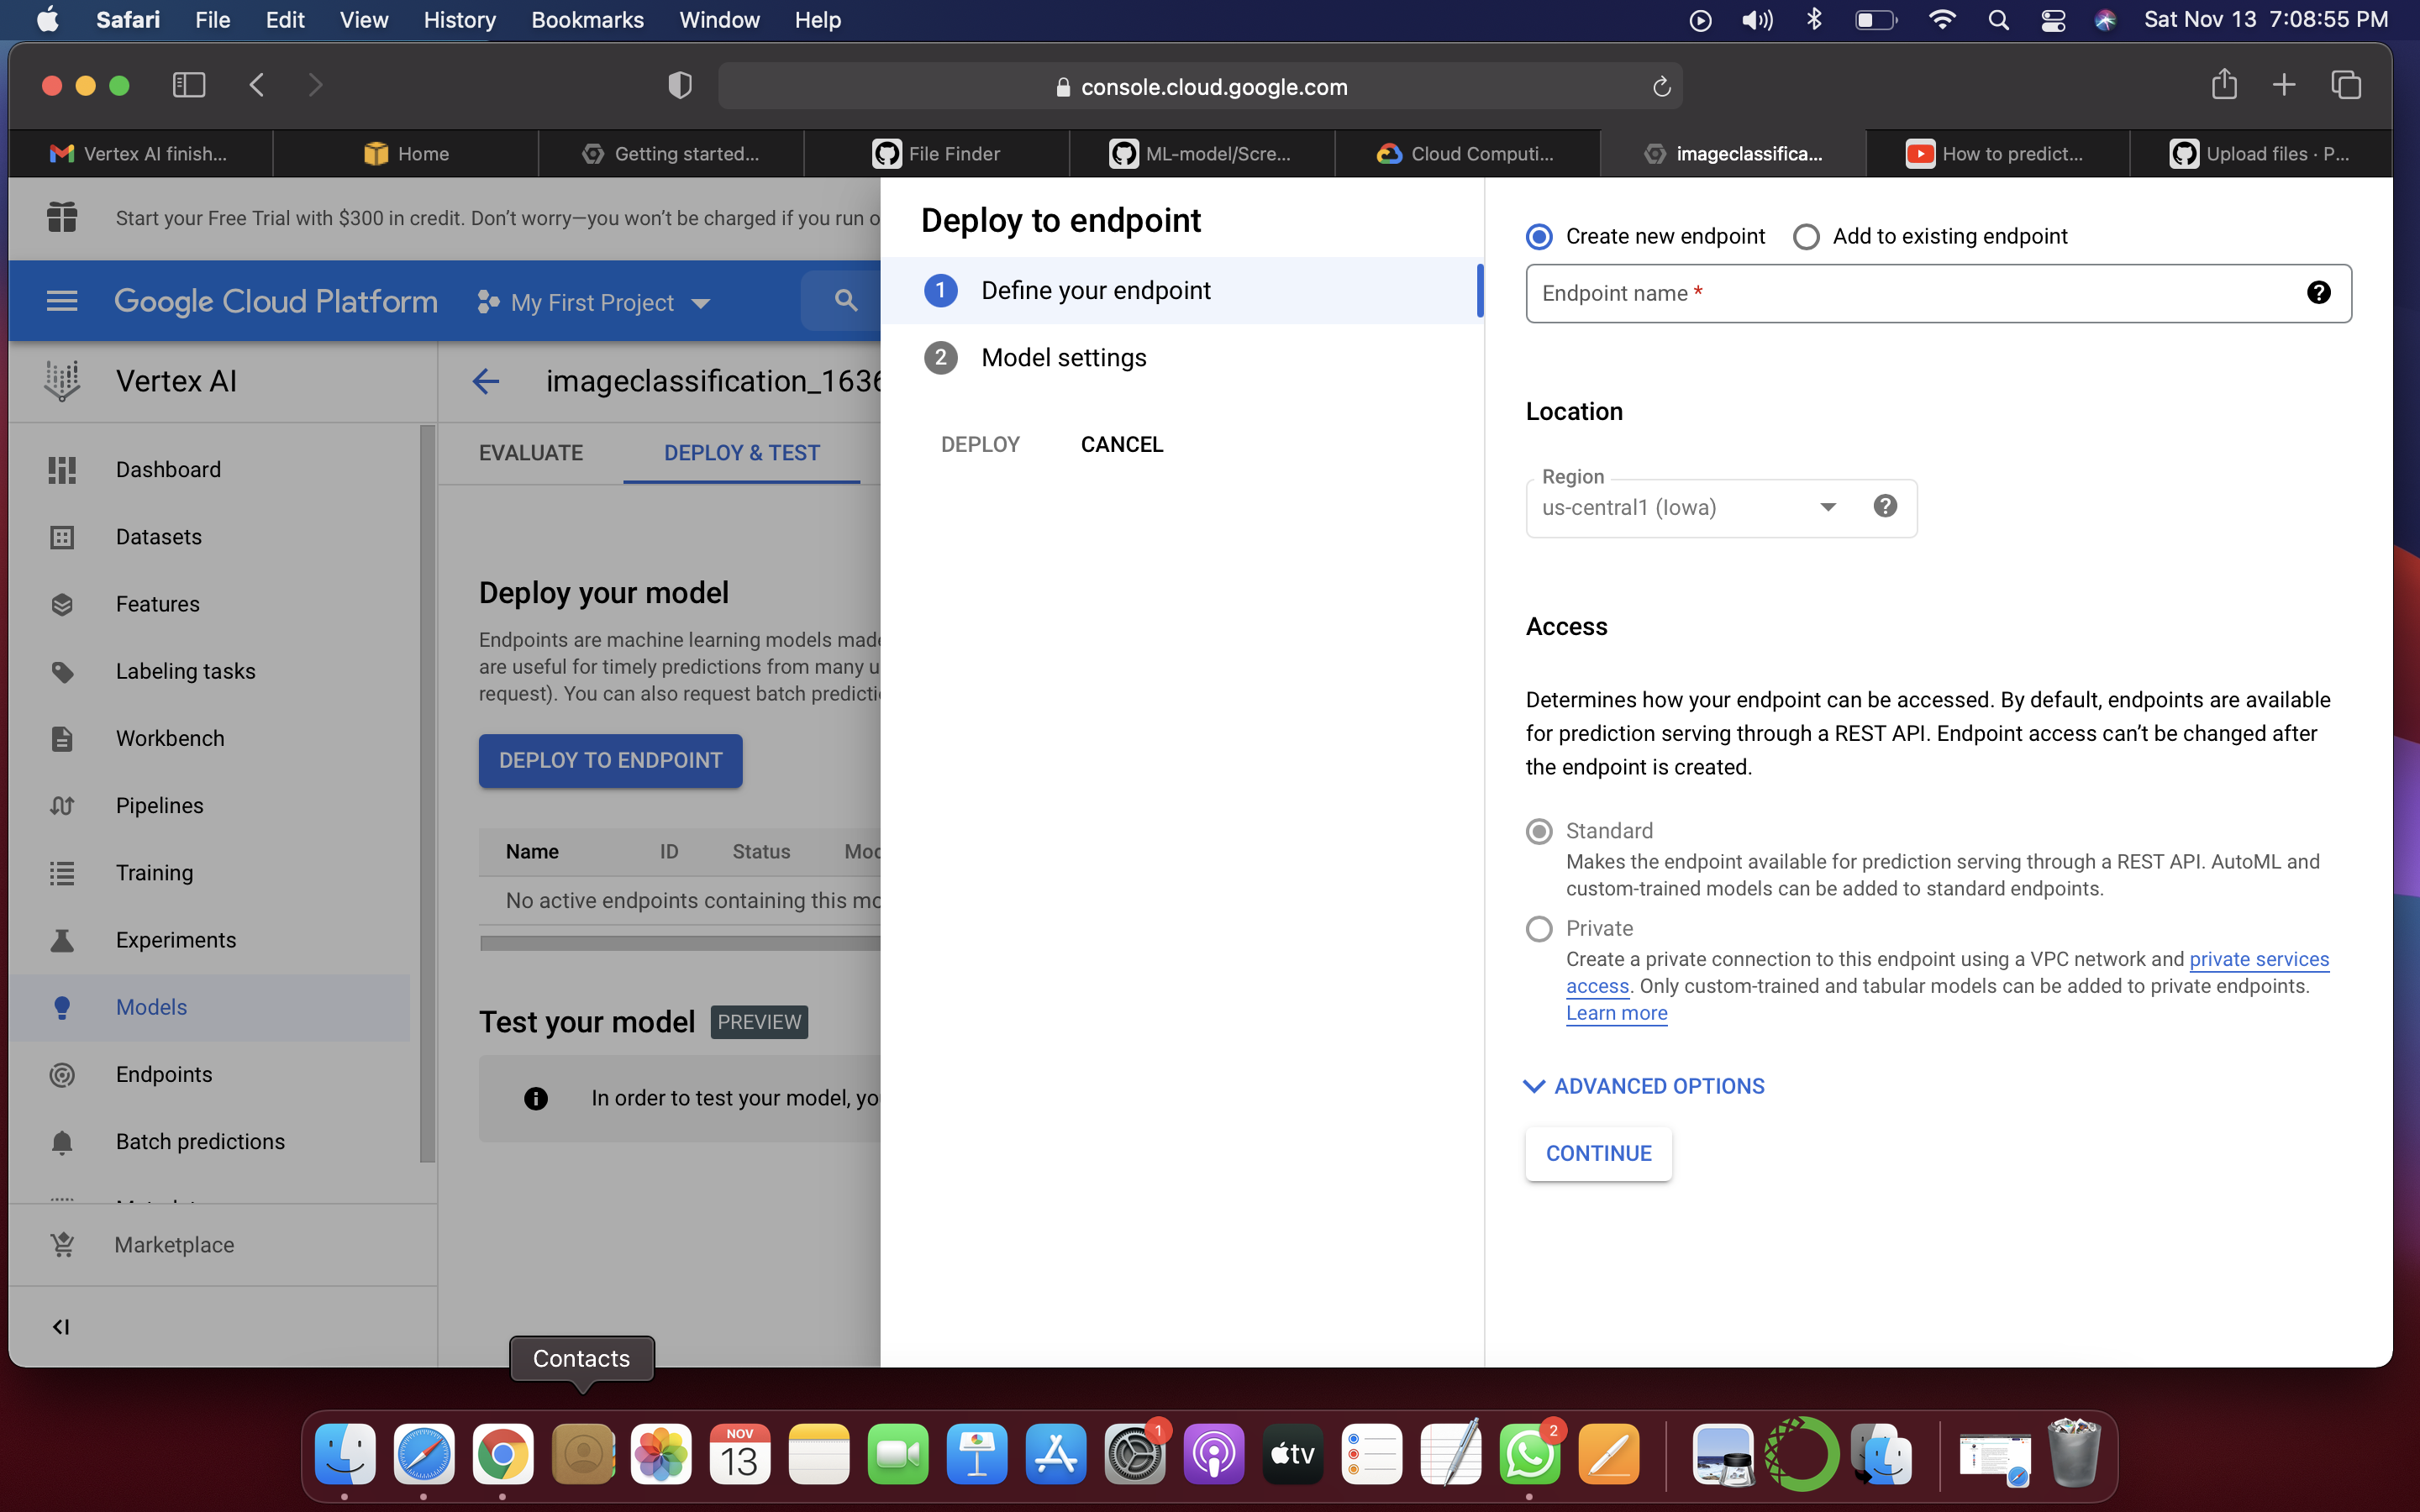 Safari File Edit View History Bookmarks Window Help Sat Nov 13 7:08:55 PM
console.cloud.google.com
Vertex AI finish... Home Getting started... File Finder ML-model/Scre... Cloud Computi... imageclassifica... How to predict... Upload files · P...
Start your Free Trial with $300 in credit. Don't worry—you won't be charged if you run o
Google Cloud Platform My First Project
Vertex AI
Dashboard
Datasets
Features
Labeling tasks
Workbench
Pipelines
Training
Experiments
Models
Endpoints
Batch predictions
Marketplace
imageclassification_1636
EVALUATE DEPLOY & TEST
Deploy your model
Endpoints are machine learning models made
are useful for timely predictions from many u
request). You can also request batch predicti
DEPLOY TO ENDPOINT
Name ID Status Mod
No active endpoints containing this mo
Test your model PREVIEW
In order to test your model, yo
Deploy to endpoint
1 Define your endpoint
2 Model settings
DEPLOY CANCEL
Create new endpoint Add to existing endpoint
Endpoint name *
Location
Region
us-central1 (Iowa)
Access
Determines how your endpoint can be accessed. By default, endpoints are available
for prediction serving through a REST API. Endpoint access can't be changed after
the endpoint is created.
Standard
Makes the endpoint available for prediction serving through a REST API. AutoML and
custom-trained models can be added to standard endpoints.
Private
Create a private connection to this endpoint using a VPC network and private services
access. Only custom-trained and tabular models can be added to private endpoints.
Learn more
ADVANCED OPTIONS
CONTINUE
Contacts
NOV
13
1
tv
2